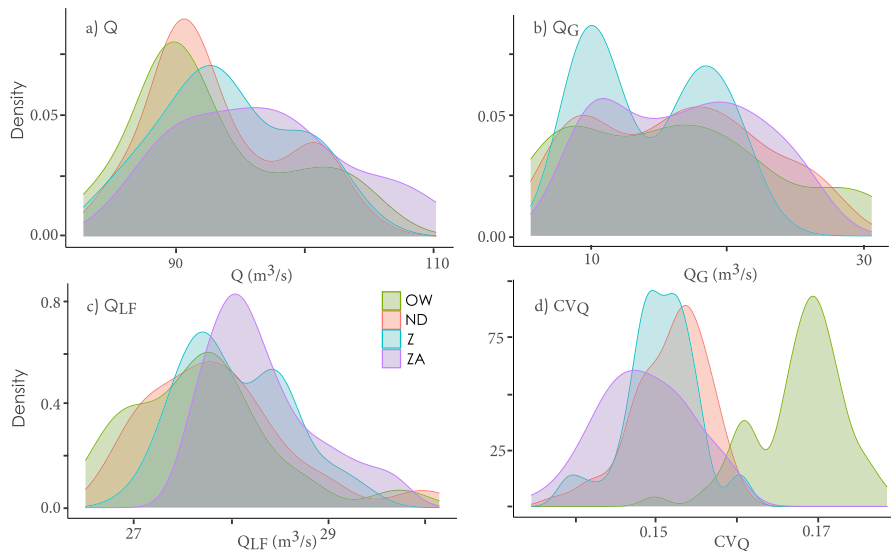 a) Q
Density
0.05
0.00
90
110
Q (m³/s)
b) QG
0.05
0.00
10
30
QG (m³/s)
c) QLF
OW
ND
Z
ZA
Density
0.8
0.4
0.0
27
29
QLF (m³/s)
d) CVQ
75
25
0.15
0.17
CVQ